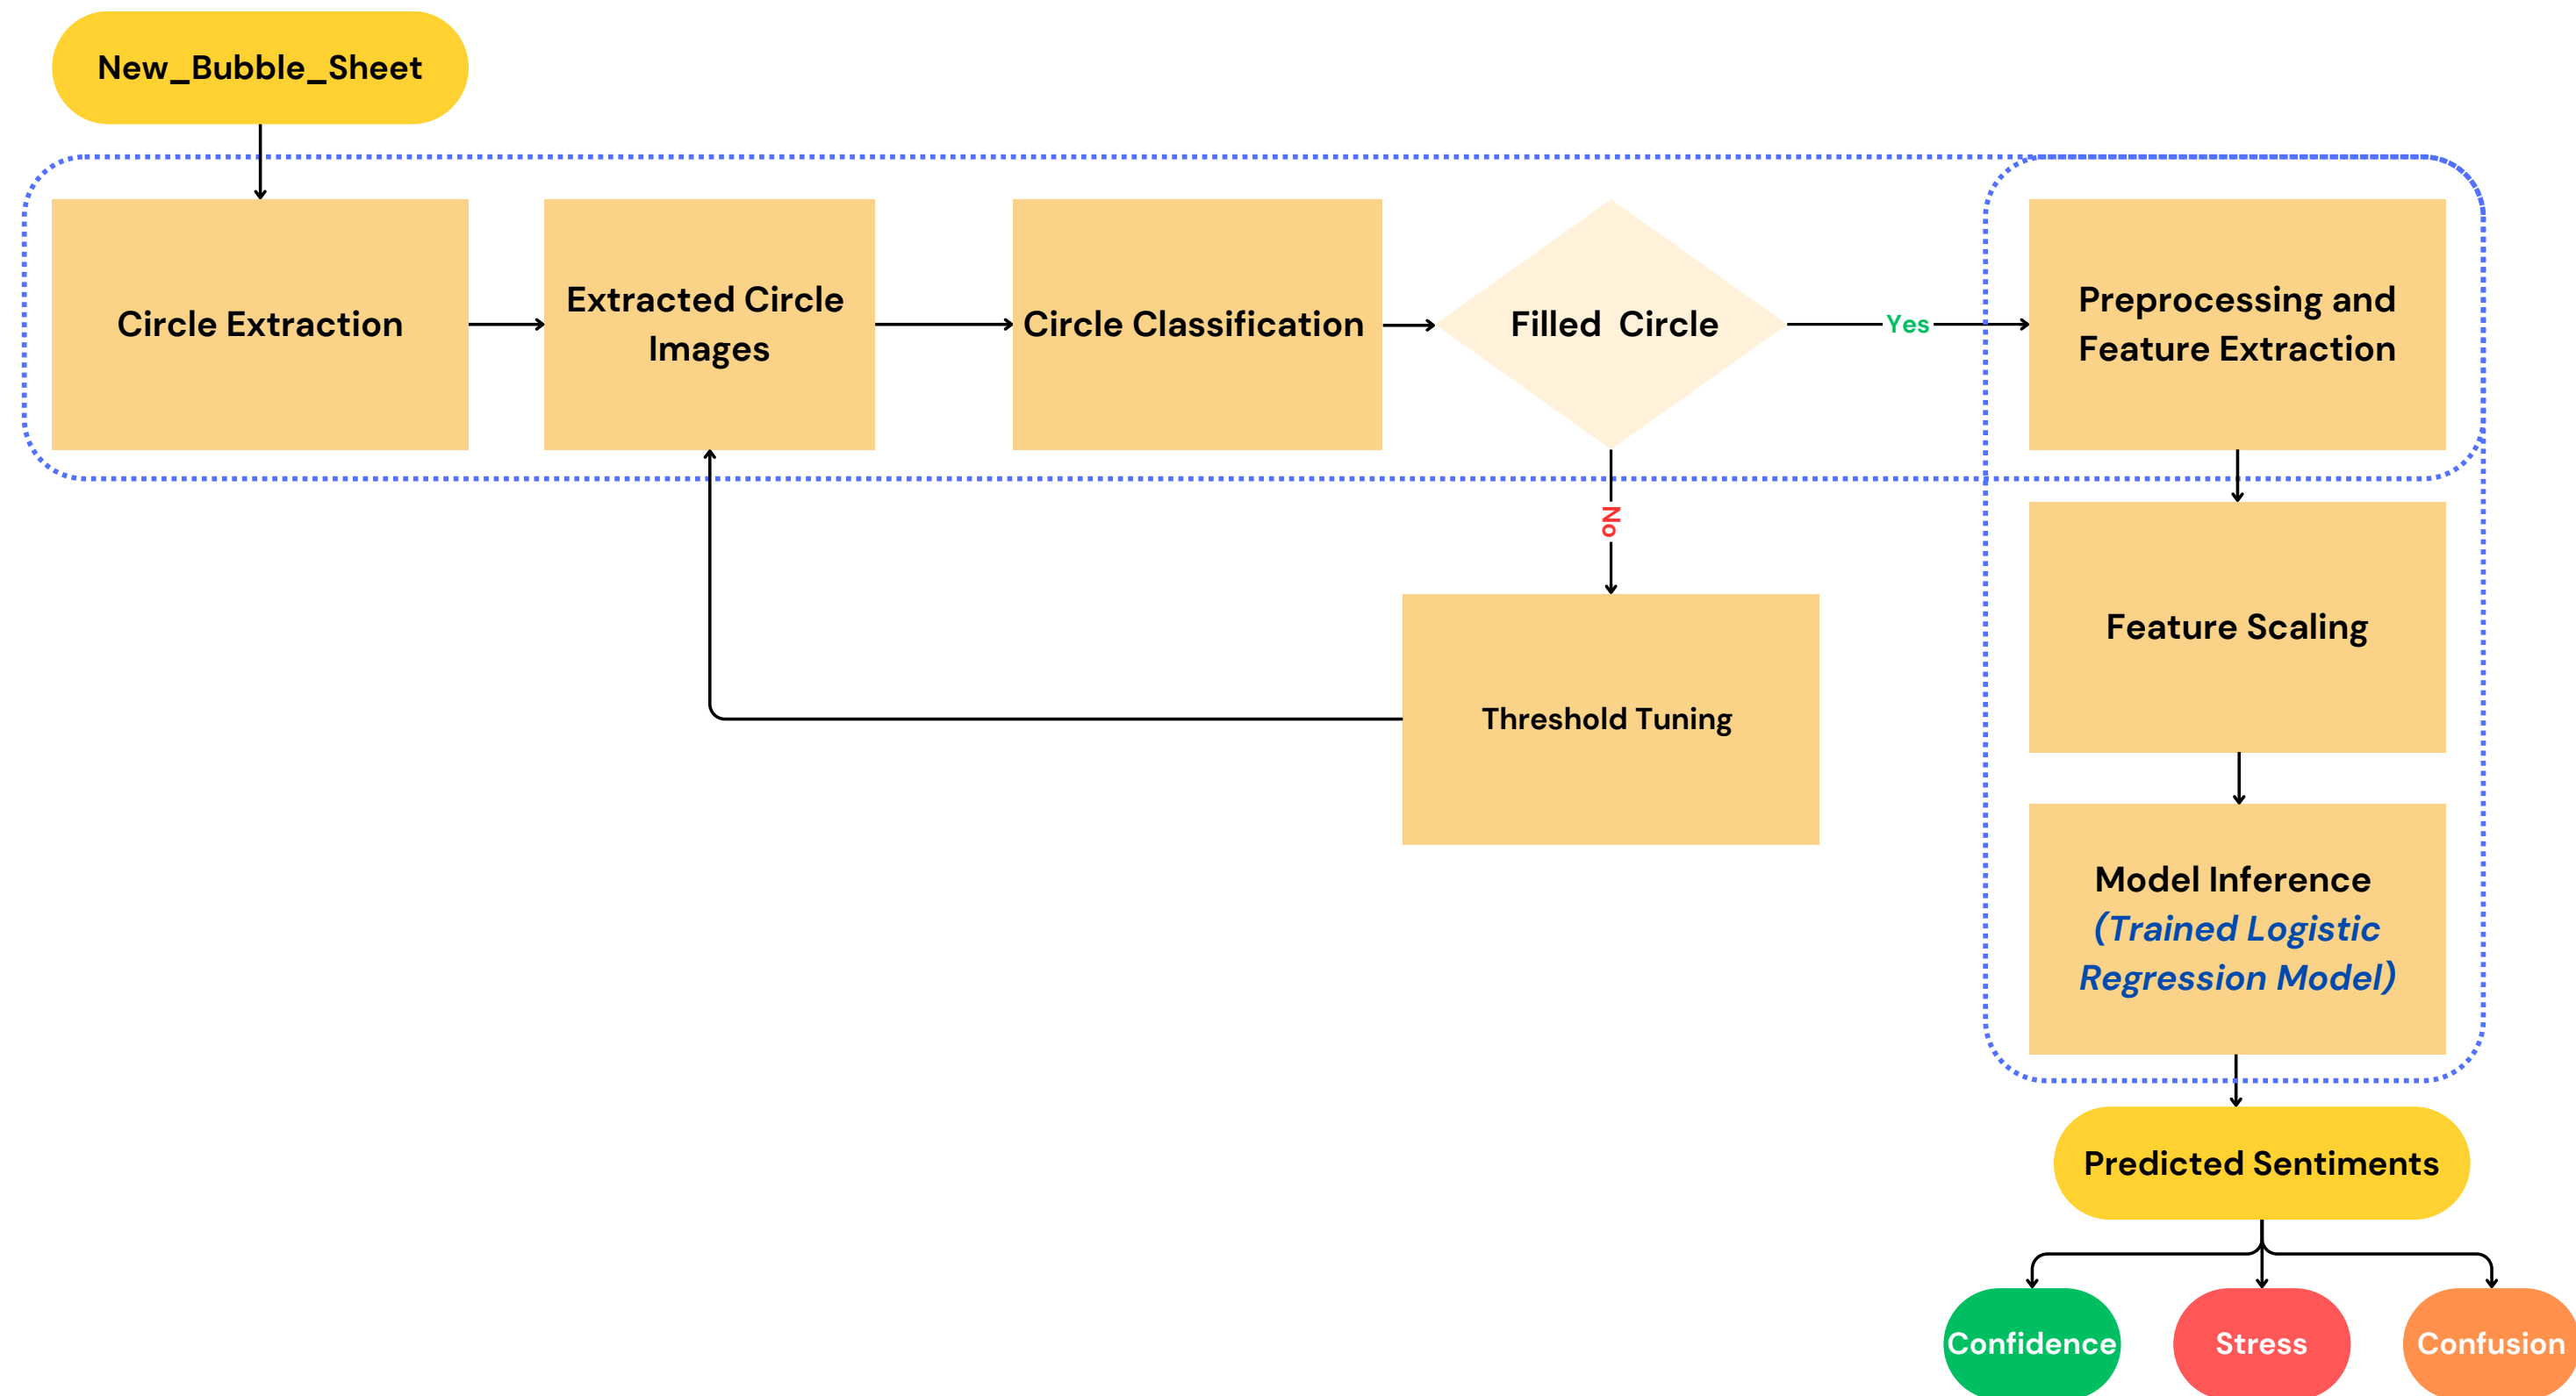 New_Bubble_Sheet
Circle Extraction
Extracted Circle
Images
Circle Classification
Filled  Circle
Yes
Preprocessing and
Feature Extraction
No
Threshold Tuning
Feature Scaling
Model Inference
(Trained Logistic
Regression Model)
Predicted Sentiments
Confidence
Stress
Confusion